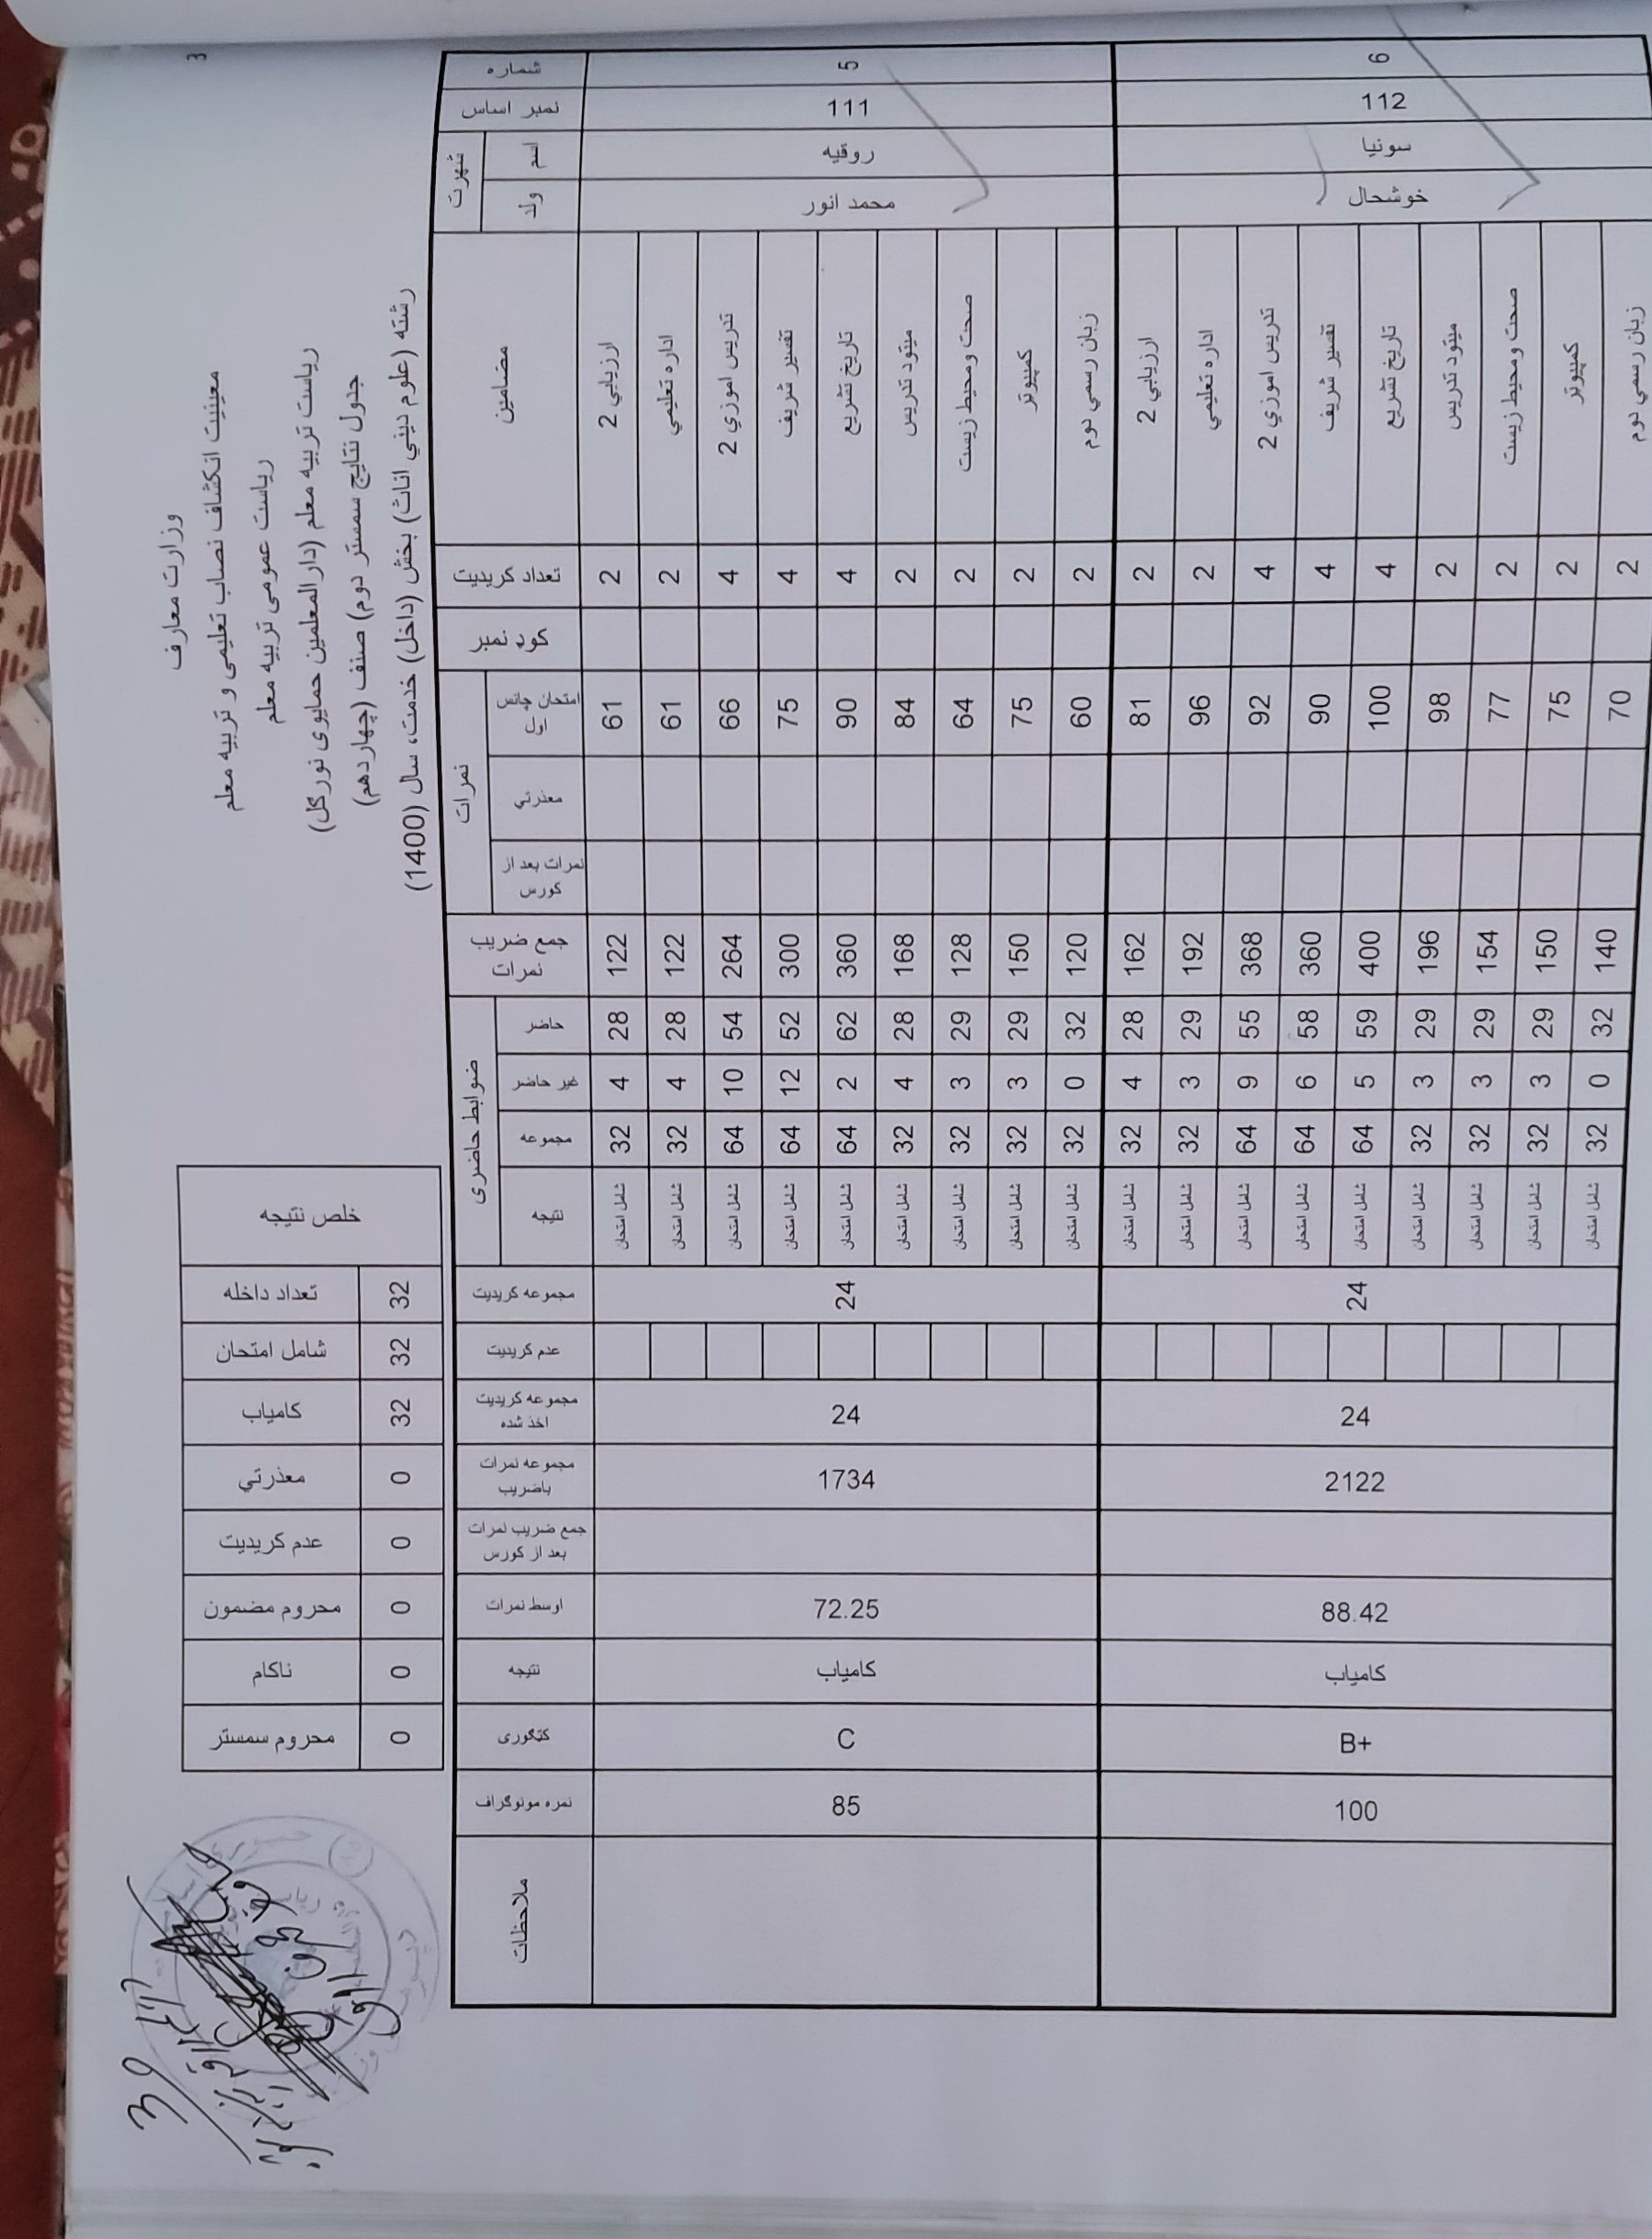 3
وزارت معارف
معینیت انکشاف نصاب تعلیمی و تربیه معلم
ریاست عمومی تربیه معلم
ریاست تربیه معلم (دارالمعلمین حمایوی نورگل)
جدول نتایج سمستر دوم) صنف (چهاردهم)
رشته (علوم دیني اناث) بخش (داخل) خدمت، سال (1400)
خلص نتیجه
تعداد داخله 32
شامل امتحان 32
کامیاب 32
معذرتي 0
عدم کریدیت 0
محروم مضمون 0
ناکام 0
محروم سمستر 0
شماره
نمبر اساس
شهرت
اسم
ولد
مضامین
تعداد کریدیت
کود نمبر
نمرات
امتحان چانس اول
معذرتي
نمرات بعد از کورس
جمع ضریب نمرات
ضوابط حاضری
حاضر
غیر حاضر
مجموعه
نتیجه
مجموعه کریدیت
عدم کریدیت
مجموعه کریدیت اخذ شده
مجموعه نمرات باضریب
جمع ضریب نمرات بعد از کورس
اوسط نمرات
نتیجه
کتگوری
نمره مونوگراف
ملاحظات
5
111
روقیه
محمد انور
ارزیابي 2 2 61 122 28 4 32 شامل امتحان
اداره تعلیمي 2 61 122 28 4 32 شامل امتحان
تدریس اموزي 2 4 66 264 54 10 64 شامل امتحان
تفسیر شریف 4 75 300 52 12 64 شامل امتحان
تاریخ تشریع 4 90 360 62 2 64 شامل امتحان
میتود تدریس 2 84 168 28 4 32 شامل امتحان
صحت ومحیط زیست 2 64 128 29 3 32 شامل امتحان
کمپیوتر 2 75 150 29 3 32 شامل امتحان
زبان رسمي دوم 2 60 120 32 0 32 شامل امتحان
24
24
1734
72.25
کامیاب
C
85
6
112
سونیا
خوشحال
ارزیابي 2 2 81 162 28 4 32 شامل امتحان
اداره تعلیمي 2 96 192 29 3 32 شامل امتحان
تدریس اموزي 2 4 92 368 55 9 64 شامل امتحان
تفسیر شریف 4 90 360 58 6 64 شامل امتحان
تاریخ تشریع 4 100 400 59 5 64 شامل امتحان
میتود تدریس 2 98 196 29 3 32 شامل امتحان
صحت ومحیط زیست 2 77 154 29 3 32 شامل امتحان
کمپیوتر 2 75 150 29 3 32 شامل امتحان
زبان رسمي دوم 2 70 140 32 0 32 شامل امتحان
24
24
2122
88.42
کامیاب
B+
100